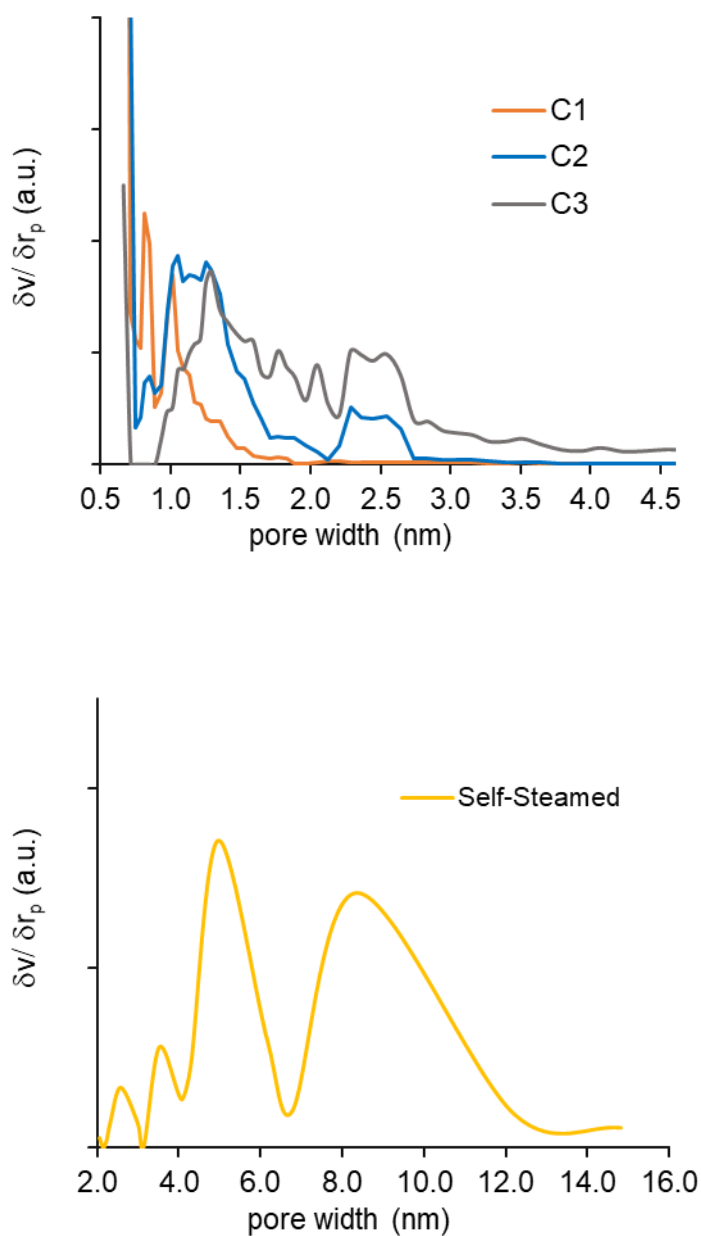 δv/ δrp (a.u.)
C1
C2
C3
0.5 1.0 1.5 2.0 2.5 3.0 3.5 4.0 4.5
pore width (nm)
δv/ δrp (a.u.)
Self-Steamed
2.0 4.0 6.0 8.0 10.0 12.0 14.0 16.0
pore width (nm)